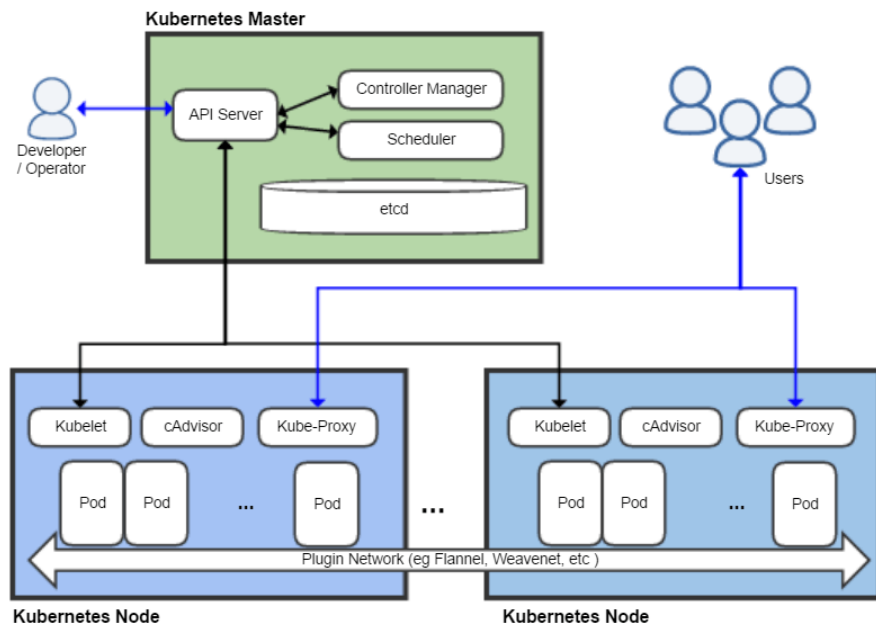 Kubernetes Master
API Server
Controller Manager
Scheduler
etcd
Developer
/ Operator
Users
Kubelet
cAdvisor
Kube-Proxy
Pod
Pod
...
Pod
...
Kubelet
cAdvisor
Kube-Proxy
Pod
Pod
...
Pod
Plugin Network (eg Flannel, Weavenet, etc )
Kubernetes Node
Kubernetes Node